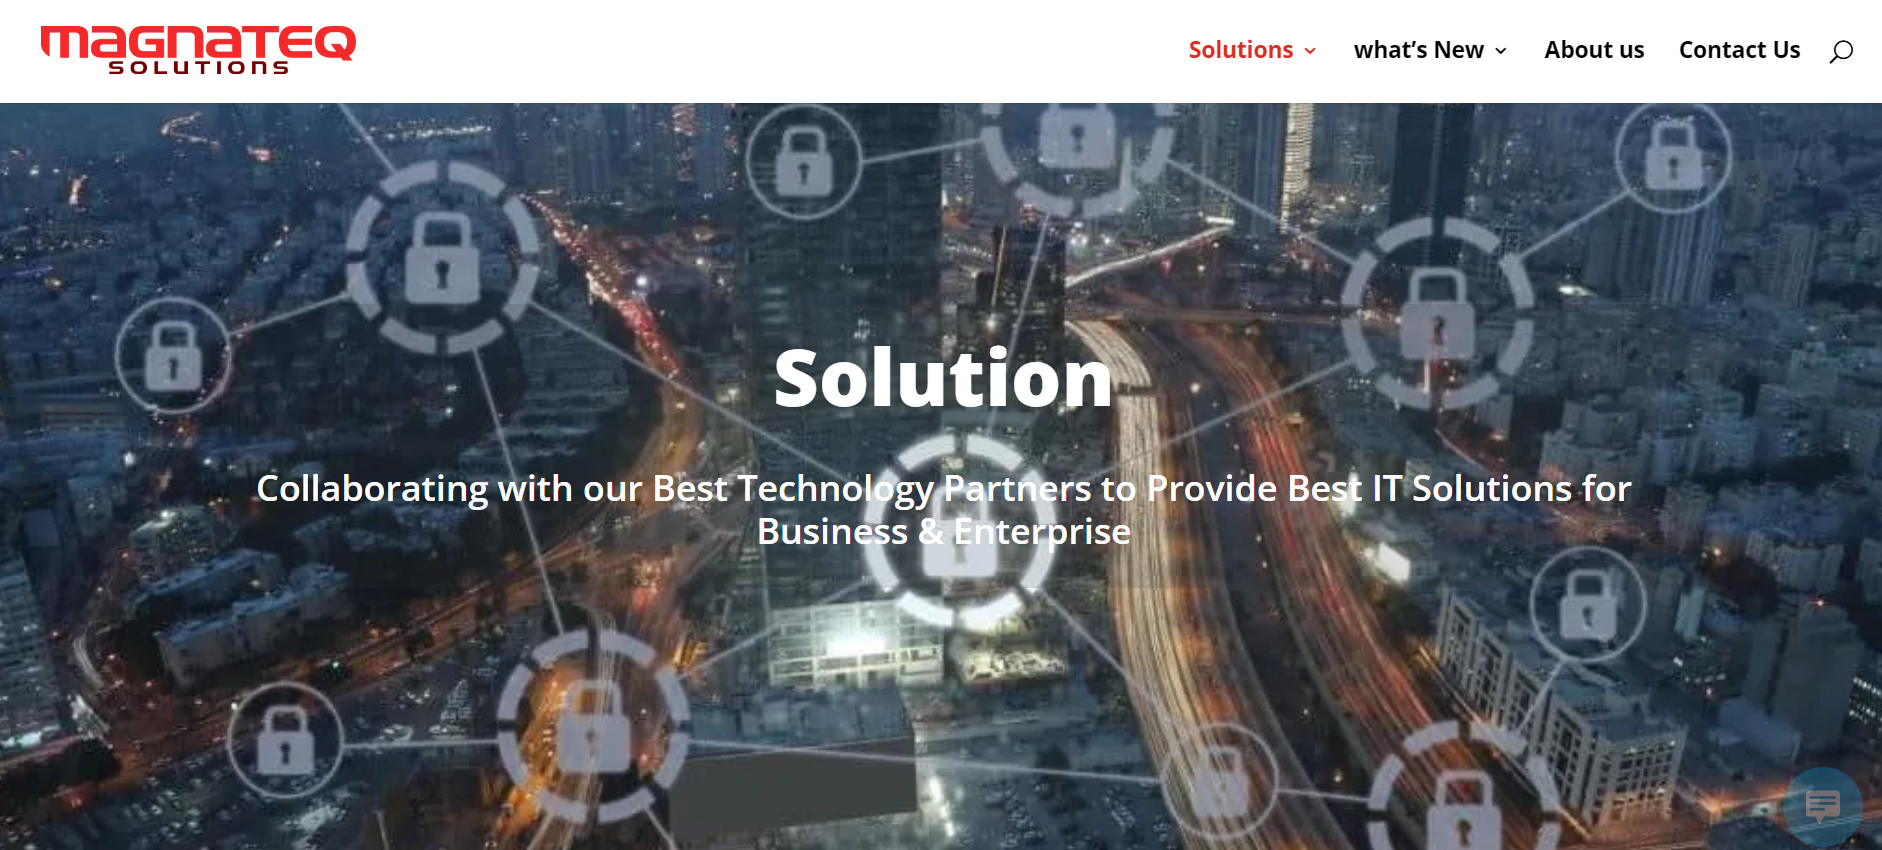 MAGNATEQ
SOLUTIONS
Solutions
what’s New
About us
Contact Us
Solution
Collaborating with our Best Technology Partners to Provide Best IT Solutions for
Business & Enterprise